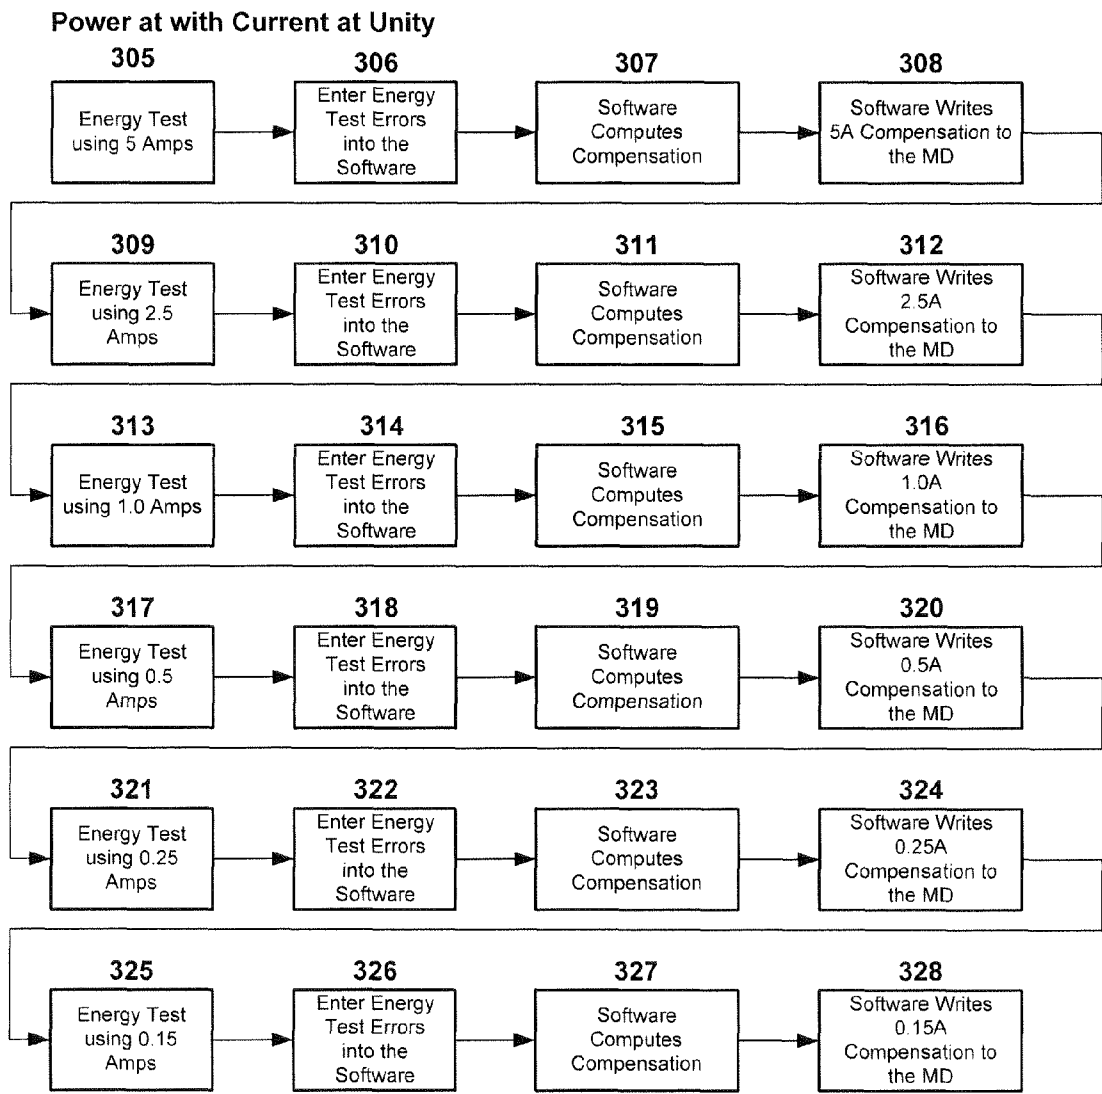 Power at with Current at Unity
305
306
307
308
Energy Test
using 5 Amps
Enter Energy
Test Errors
into the
Software
Software
Computes
Compensation
Software Writes
5A Compensation to
the MD
309
310
311
312
Energy Test
using 2.5
Amps
Enter Energy
Test Errors
into the
Software
Software
Computes
Compensation
Software Writes
2.5A
Compensation to
the MD
313
314
315
316
Energy Test
using 1.0 Amps
Enter Energy
Test Errors
into the
Software
Software
Computes
Compensation
Software Writes
1.0A
Compensation to
the MD
317
318
319
320
Energy Test
using 0.5
Amps
Enter Energy
Test Errors
into the
Software
Software
Computes
Compensation
Software Writes
0.5A
Compensation to
the MD
321
322
323
324
Energy Test
using 0.25
Amps
Enter Energy
Test Errors
into the
Software
Software
Computes
Compensation
Software Writes
0.25A
Compensation to
the MD
325
326
327
328
Energy Test
using 0.15
Amps
Enter Energy
Test Errors
into the
Software
Software
Computes
Compensation
Software Writes
0.15A
Compensation to
the MD